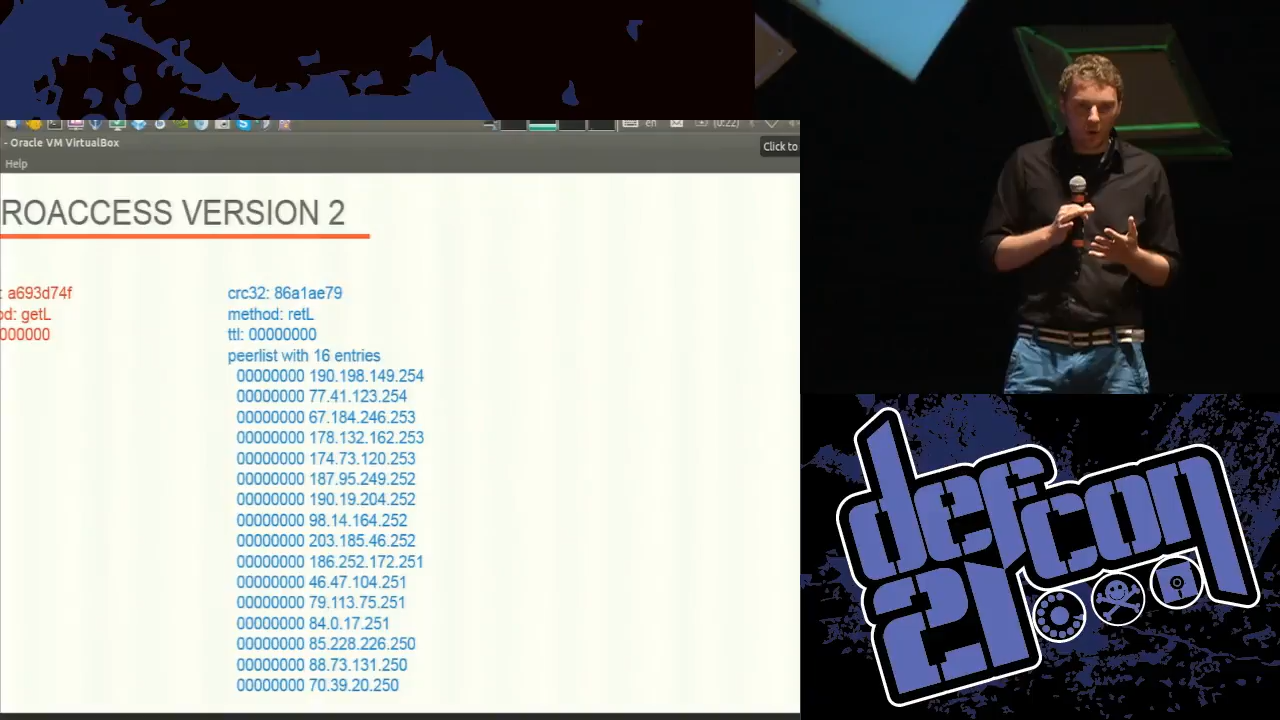 en
(0:22)
- Oracle VM VirtualBox
Click to
Help
ROACCESS VERSION 2
: a693d74f
od: getL
000000
crc32: 86a1ae79
method: retL
ttl: 00000000
peerlist with 16 entries
00000000 190.198.149.254
00000000 77.41.123.254
00000000 67.184.246.253
00000000 178.132.162.253
00000000 174.73.120.253
00000000 187.95.249.252
00000000 190.19.204.252
00000000 98.14.164.252
00000000 203.185.46.252
00000000 186.252.172.251
00000000 46.47.104.251
00000000 79.113.75.251
00000000 84.0.17.251
00000000 85.228.226.250
00000000 88.73.131.250
00000000 70.39.20.250
defcon
21